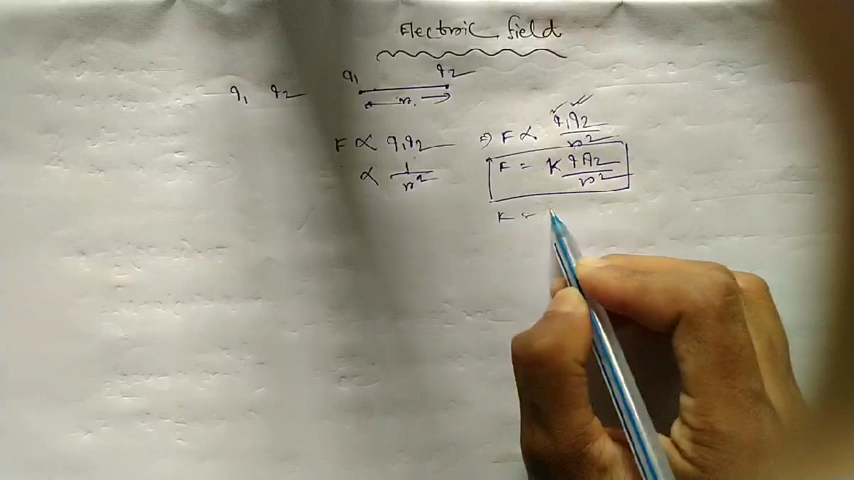 Electric field
q1 q2 q1 q2
r
F ∝ q1q2 ⇒ F ∝ q1q2/r²
∝ 1/r² F = K q1q2/r²
K =